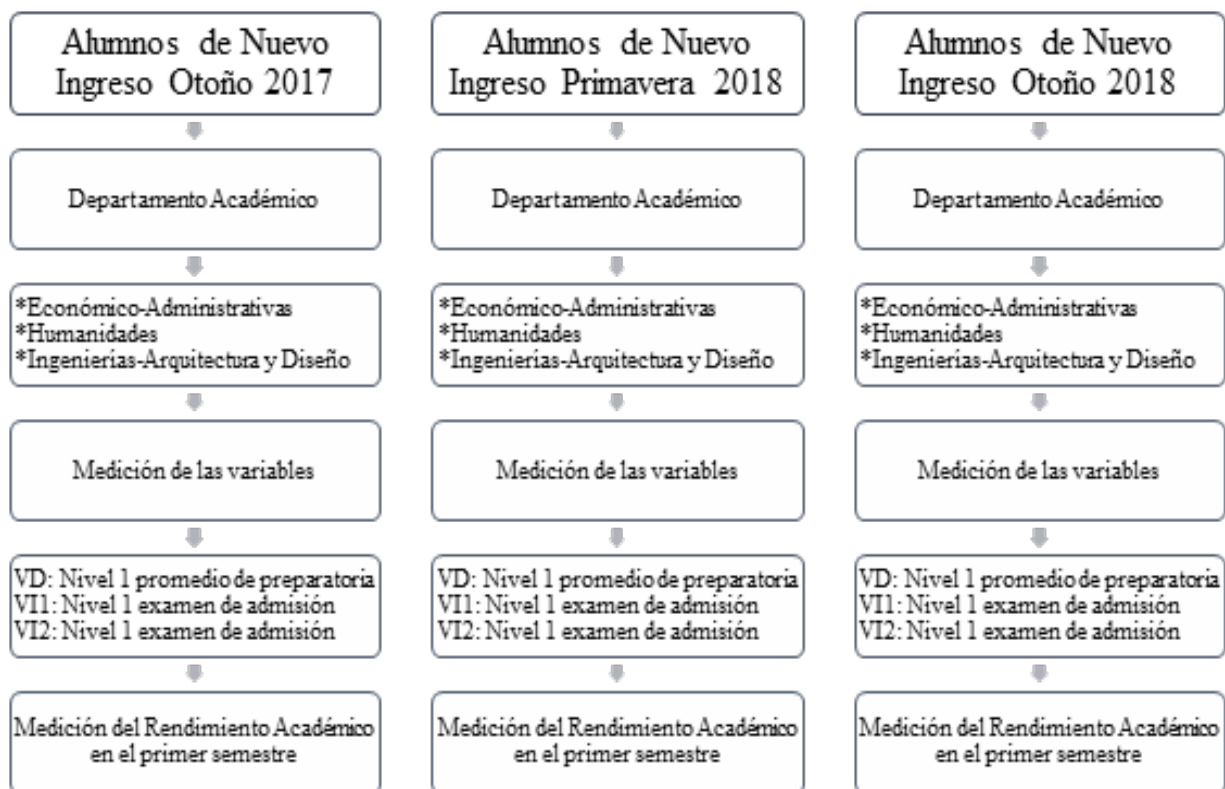 Alumnos de Nuevo
Ingreso Otoño 2017
Departamento Académico
*Económico-Administrativas
*Humanidades
*Ingenierías-Arquitectura y Diseño
Medición de las variables
VD: Nivel 1 promedio de preparatoria
VI1: Nivel 1 examen de admisión
VI2: Nivel 1 examen de admisión
Medición del Rendimiento Académico
en el primer semestre
Alumnos de Nuevo
Ingreso Primavera 2018
Departamento Académico
*Económico-Administrativas
*Humanidades
*Ingenierías-Arquitectura y Diseño
Medición de las variables
VD: Nivel 1 promedio de preparatoria
VI1: Nivel 1 examen de admisión
VI2: Nivel 1 examen de admisión
Medición del Rendimiento Académico
en el primer semestre
Alumnos de Nuevo
Ingreso Otoño 2018
Departamento Académico
*Económico-Administrativas
*Humanidades
*Ingenierías-Arquitectura y Diseño
Medición de las variables
VD: Nivel 1 promedio de preparatoria
VI1: Nivel 1 examen de admisión
VI2: Nivel 1 examen de admisión
Medición del Rendimiento Académico
en el primer semestre